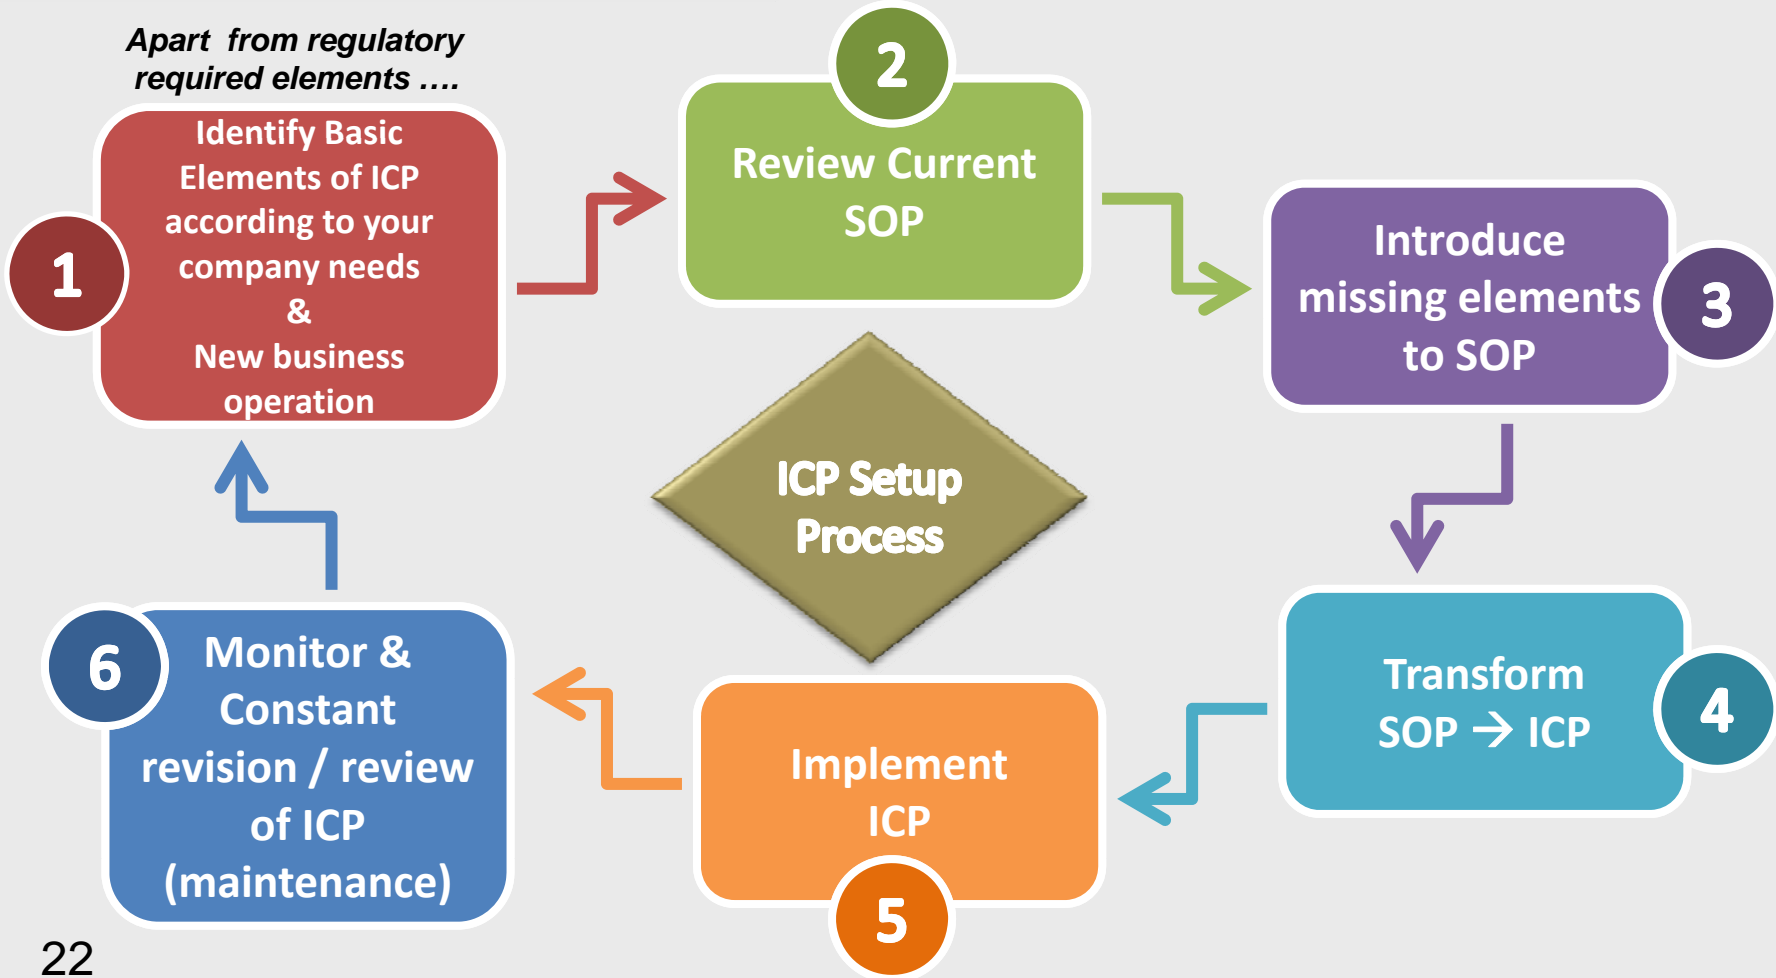 Apart from regulatory
required elements ....
1
Identify Basic
Elements of ICP
according to your
company needs
&
New business
operation
2
Review Current
SOP
3
Introduce
missing elements
to SOP
ICP Setup
Process
4
Transform
SOP → ICP
5
Implement
ICP
6
Monitor &
Constant
revision / review
of ICP
(maintenance)
22